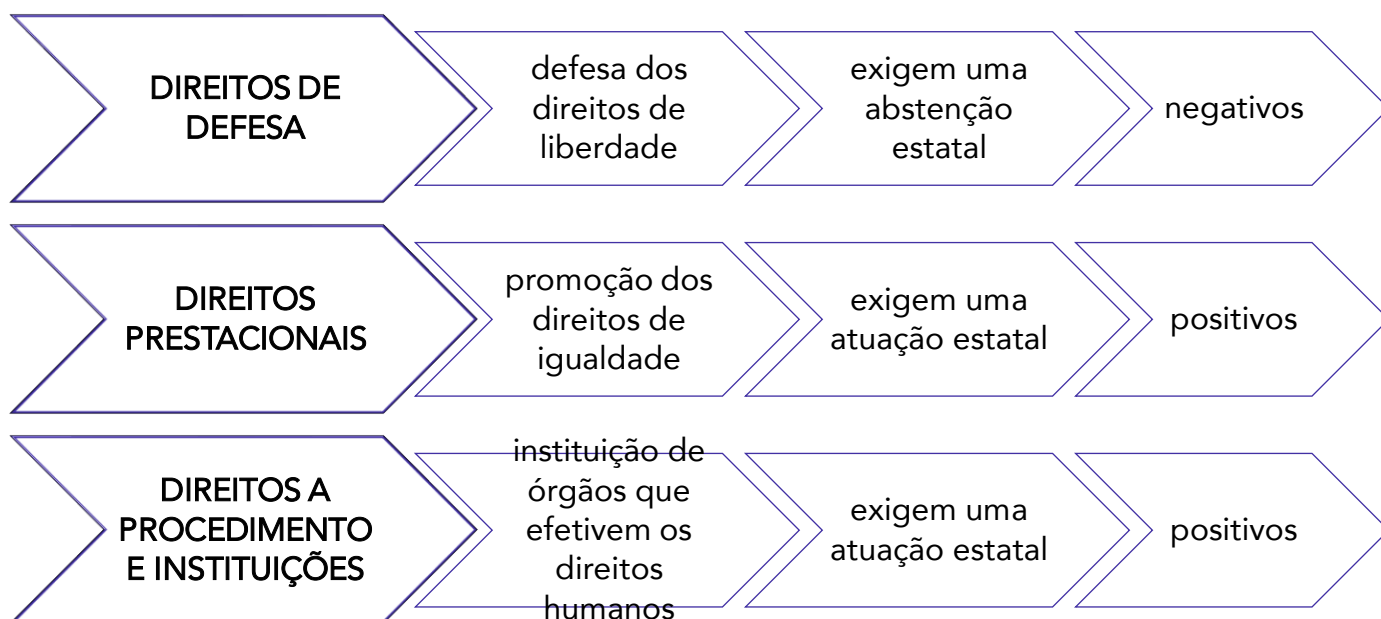 DIREITOS DE
DEFESA
defesa dos
direitos de
liberdade
exigem uma
abstenção
estatal
negativos
DIREITOS
PRESTACIONAIS
promoção dos
direitos de
igualdade
exigem uma
atuação estatal
positivos
DIREITOS A
PROCEDIMENTO
E INSTITUIÇÕES
instituição de
órgãos que
efetivem os
direitos
humanos
exigem uma
atuação estatal
positivos